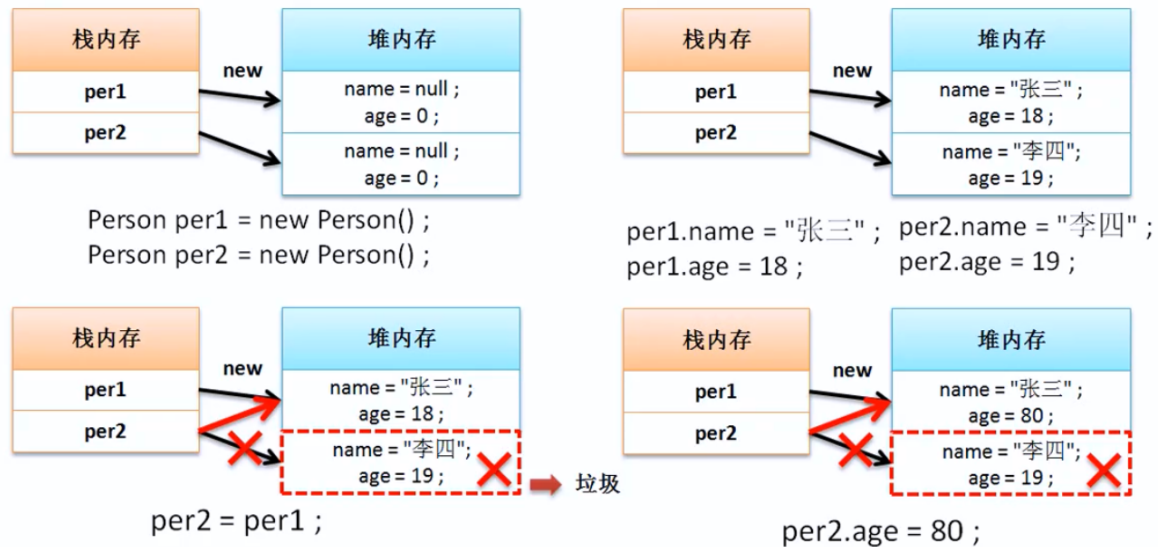 栈内存
堆内存
new
per1
per2
name = null ;
age = 0 ;
name = null ;
age = 0 ;
Person per1 = new Person() ;
Person per2 = new Person() ;
栈内存
堆内存
new
per1
per2
name = "张三" ;
age = 18 ;
name = "李四";
age = 19 ;
per1.name = "张三" ;
per1.age = 18 ;
per2.name = "李四" ;
per2.age = 19 ;
栈内存
堆内存
new
per1
per2
name = "张三" ;
age = 18 ;
name = "李四";
age = 19 ;
垃圾
per2 = per1 ;
栈内存
堆内存
new
per1
per2
name = "张三" ;
age = 80 ;
name = "李四";
age = 19 ;
per2.age = 80 ;